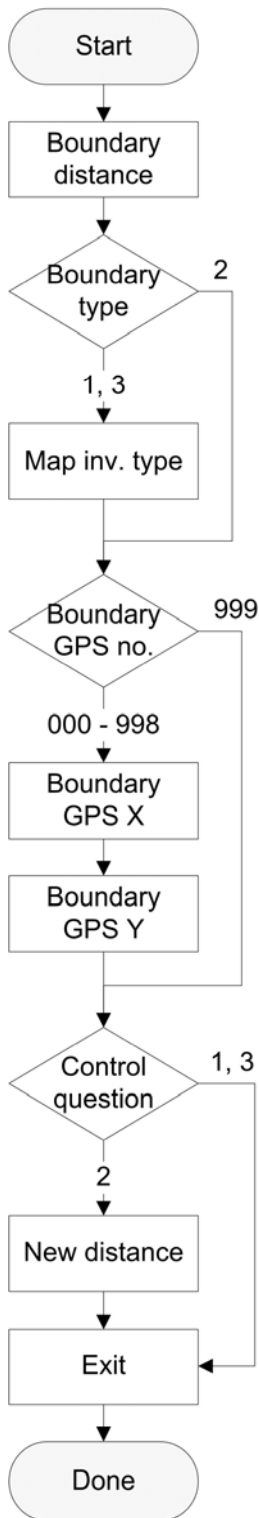 Start
Boundary
distance
Boundary
type
2
1, 3
Map inv. type
Boundary
GPS no.
999
000 - 998
Boundary
GPS X
Boundary
GPS Y
Control
question
1, 3
2
New distance
Exit
Done